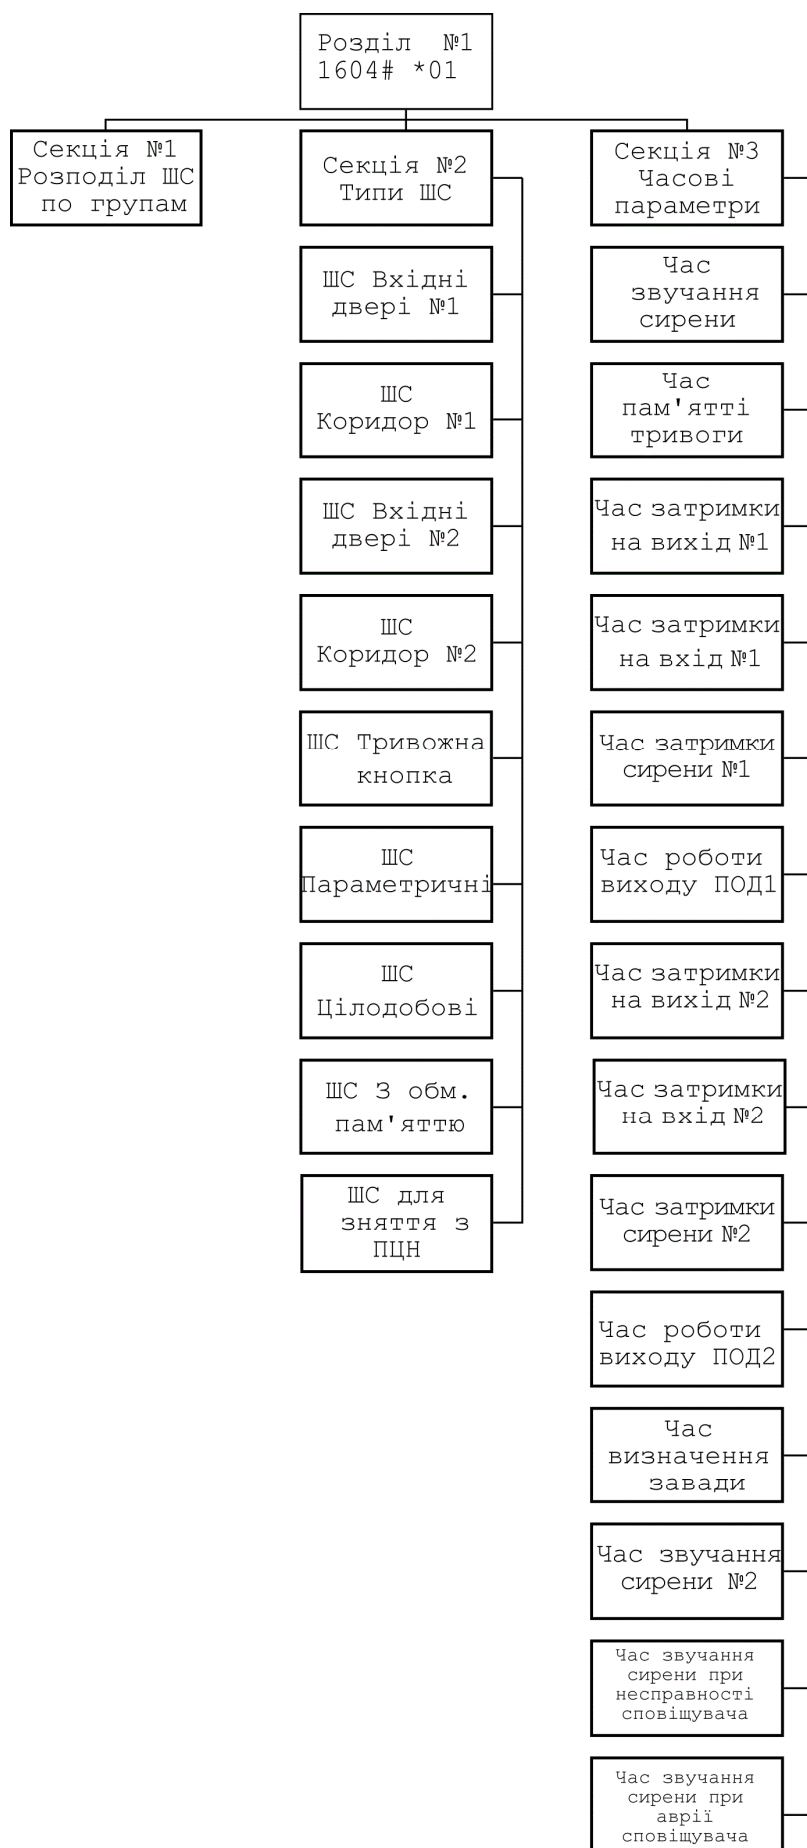 Розділ №1
1604# *01
Секція №1
Розподіл ШС
по групам
Секція №2
Типи ШС
ШС Вхідні
двері №1
ШС
Коридор №1
ШС Вхідні
двері №2
ШС
Коридор №2
ШС Тривожна
кнопка
ШС
Параметричні
ШС
Цілодобові
ШС З обм.
пам'яттю
ШС для
зняття з
ПЦН
Секція №3
Часові
параметри
Час
звучання
сирени
Час
пам'ятті
тривоги
Час затримки
на вихід №1
Час затримки
на вхід №1
Час затримки
сирени №1
Час роботи
виходу ПОД1
Час затримки
на вихід №2
Час затримки
на вхід №2
Час затримки
сирени №2
Час роботи
виходу ПОД2
Час
визначення
завади
Час звучання
сирени №2
Час звучання
сирени при
несправності
сповіщувача
Час звучання
сирени при
аврії
сповіщувача